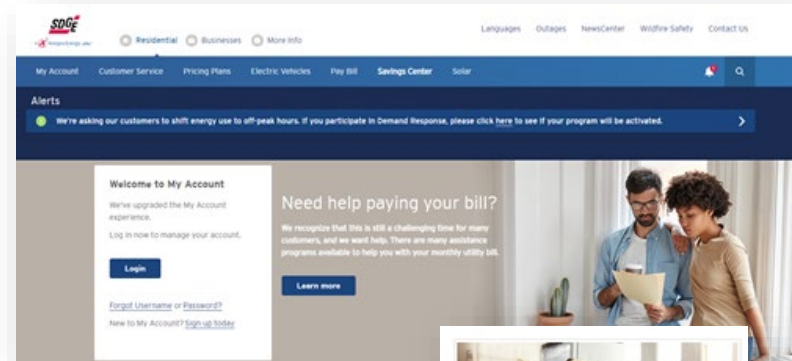 SDGE
Residential Businesses More Info
Languages Outages NewsCenter Wildfire Safety Contact Us
My Account Customer Service Pricing Plans Electric Vehicles Pay Bill Savings Center Solar
Alerts
We're asking our customers to shift energy use to off-peak hours. If you participate in Demand Response, please click here to see if your program will be activated.
Welcome to My Account
We've upgraded the My Account
experience.
Log in now to manage your account.
Login
Forgot Username or Password?
New to My Account? Sign up today
Need help paying your bill?
We recognize that this is still a challenging time for many
customers, and we want help. There are many assistance
programs available to help you with your monthly utility bill.
Learn more